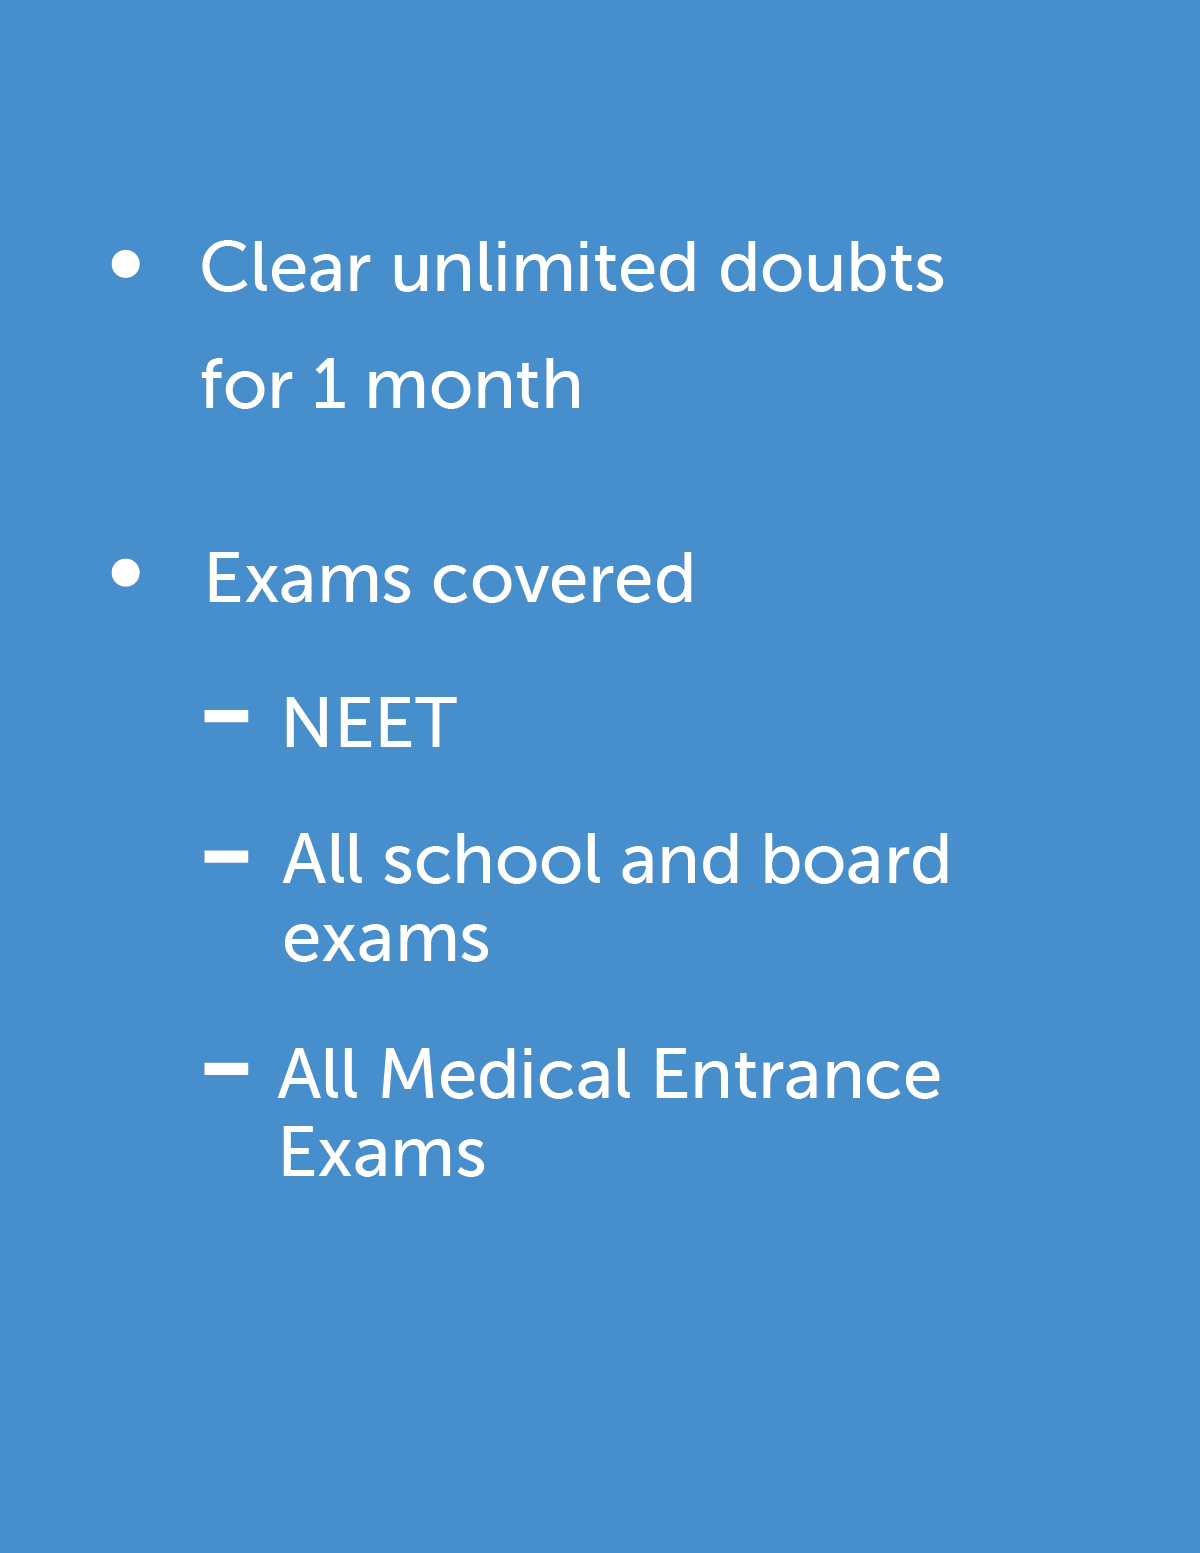 • Clear unlimited doubts
for 1 month
• Exams covered
– NEET
– All school and board
exams
– All Medical Entrance
Exams